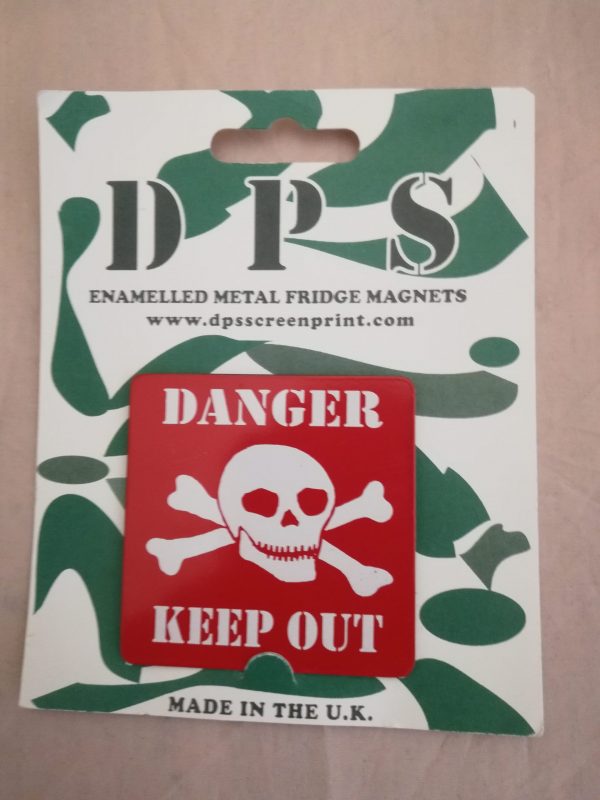 DPS
ENAMELLED METAL FRIDGE MAGNETS
www.dpsscreenprint.com
DANGER
KEEP OUT
MADE IN THE U.K.